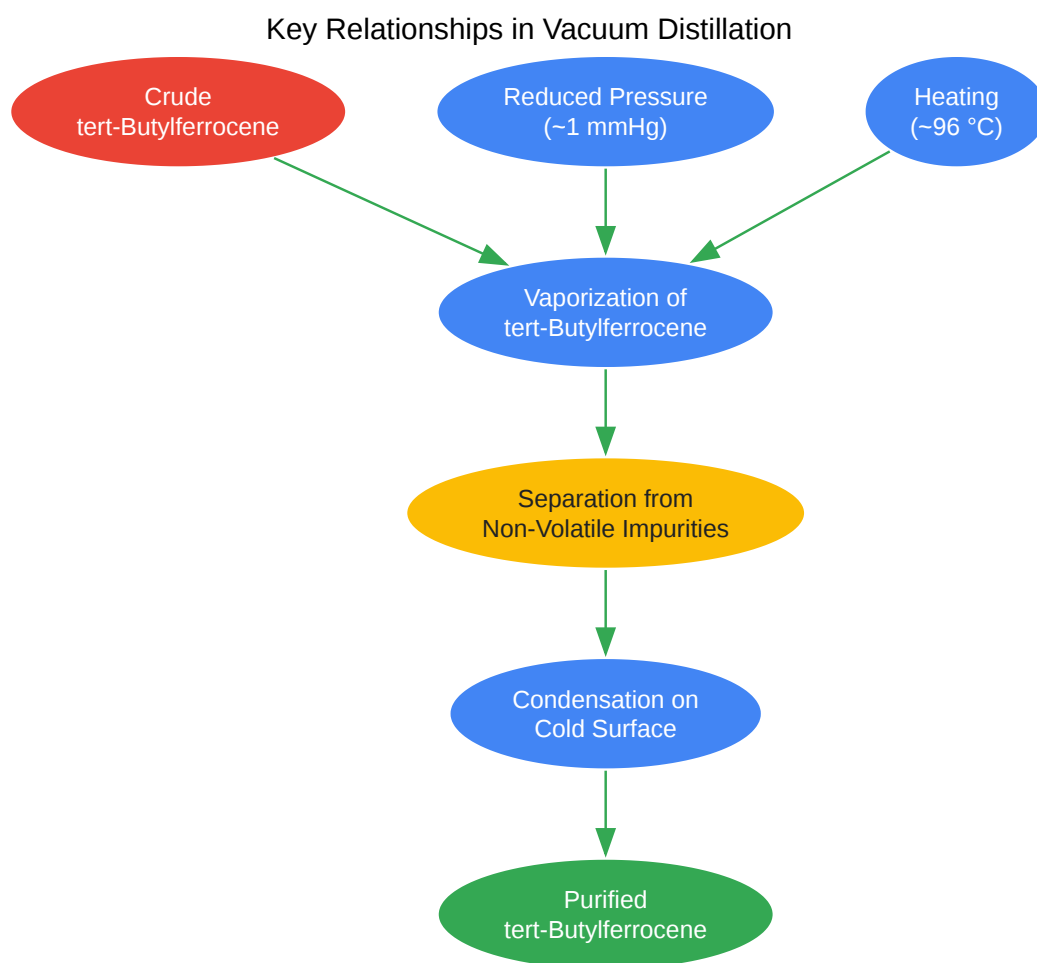 Key Relationships in Vacuum Distillation
Crude
tert-Butylferrocene
Reduced Pressure
(~1 mmHg)
Heating
(~96 °C)
Vaporization of
tert-Butylferrocene
Separation from
Non-Volatile Impurities
Condensation on
Cold Surface
Purified
tert-Butylferrocene